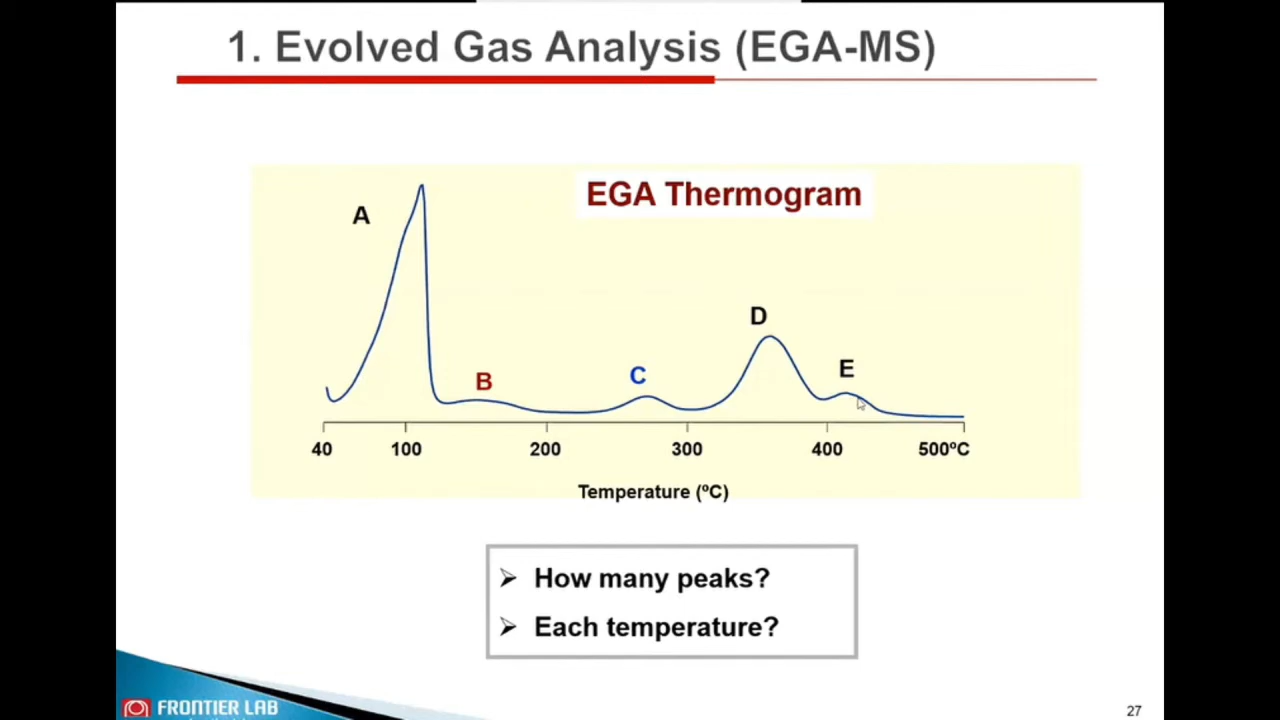 1. Evolved Gas Analysis (EGA-MS)
EGA Thermogram
A
B
C
D
E
40 100 200 300 400 500ºC
Temperature (ºC)
➢ How many peaks?
➢ Each temperature?
FRONTIER LAB
27